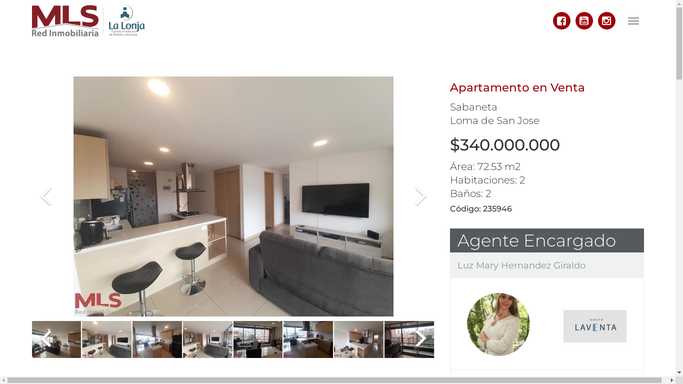 MLS
Red Inmobiliaria
La Lonja
Apartamento en Venta
Sabaneta
Loma de San Jose
$340.000.000
Área: 72.53 m2
Habitaciones: 2
Baños: 2
Código: 235946
Agente Encargado
Luz Mary Hernandez Giraldo
LAVENTA
MLS